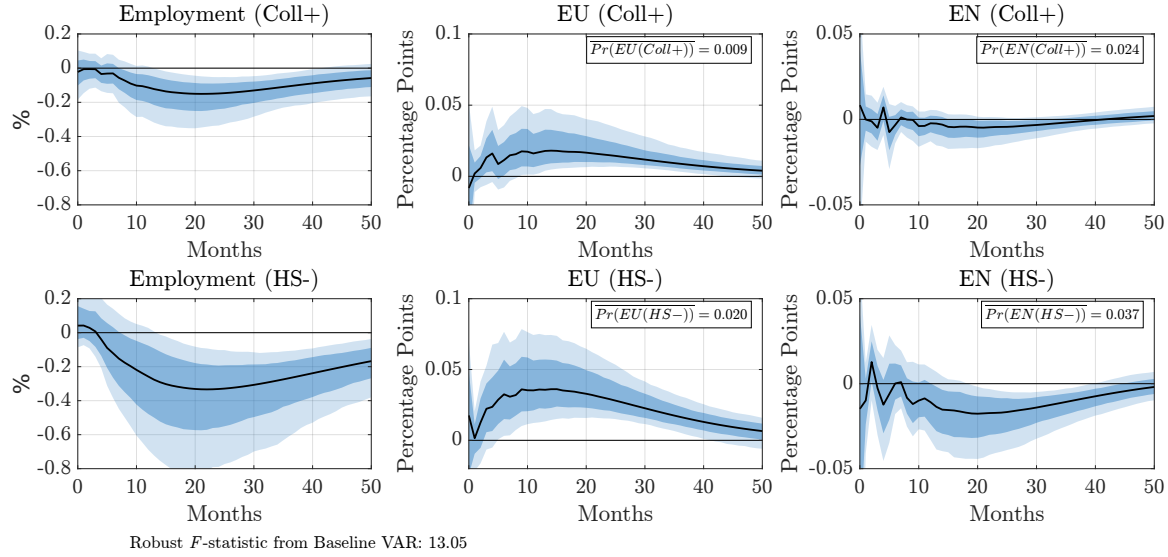 Employment (Coll+)
EU (Coll+)
EN (Coll+)
%
0.2
0
-0.2
-0.4
-0.6
-0.8
0 10 20 30 40 50
Months
Percentage Points
0.1
0.05
0
Pr(EU(Coll+)) = 0.009
0 10 20 30 40 50
Months
Percentage Points
0.05
0
-0.05
Pr(EN(Coll+)) = 0.024
0 10 20 30 40 50
Months
Employment (HS-)
EU (HS-)
EN (HS-)
%
0.2
0
-0.2
-0.4
-0.6
-0.8
0 10 20 30 40 50
Months
Percentage Points
0.1
0.05
0
Pr(EU(HS−)) = 0.020
0 10 20 30 40 50
Months
Percentage Points
0.05
0
-0.05
Pr(EN(HS−)) = 0.037
0 10 20 30 40 50
Months
Robust F-statistic from Baseline VAR: 13.05